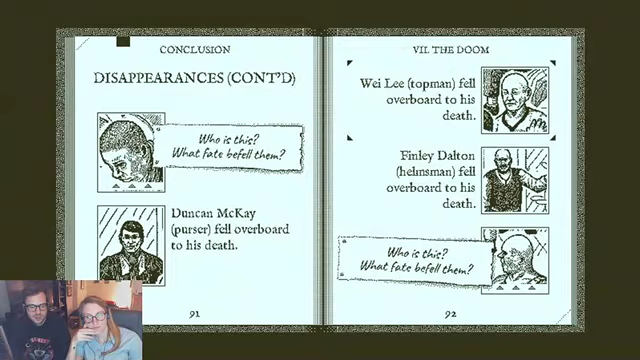 CONCLUSION
DISAPPEARANCES (CONT'D)
Who is this?
What fate befell them?
Duncan McKay
(purser) fell overboard
to his death.
91
VII. THE DOOM
Wei Lee (topman) fell
overboard to his
death.
Finley Dalton
(helmsman) fell
overboard to his
death.
Who is this?
What fate befell them?
92